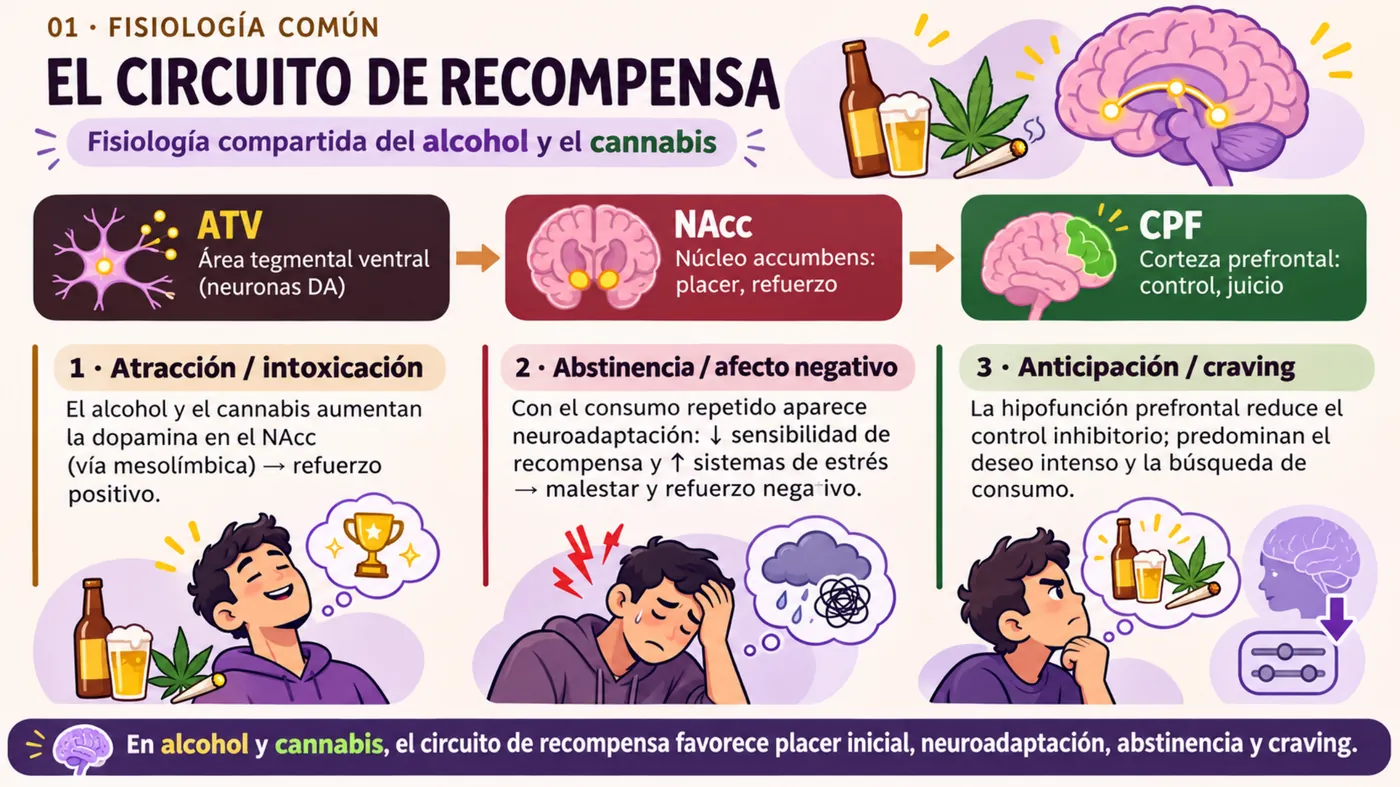 01 · FISIOLOGÍA COMÚN
EL CIRCUITO DE RECOMPENSA
Fisiología compartida del alcohol y el cannabis
ATV
Área tegmental ventral
(neuronas DA)
NAcc
Núcleo accumbens:
placer, refuerzo
CPF
Corteza prefrontal:
control, juicio
1 · Atracción / intoxicación
El alcohol y el cannabis aumentan
la dopamina en el NAcc
(vía mesolímbica) → refuerzo
positivo.
2 · Abstinencia / afecto negativo
Con el consumo repetido aparece
neuroadaptación: ↓ sensibilidad de
recompensa y ↑ sistemas de estrés
→ malestar y refuerzo negativo.
3 · Anticipación / craving
La hipofunción prefrontal reduce el
control inhibitorio; predominan el
deseo intenso y la búsqueda de
consumo.
En alcohol y cannabis, el circuito de recompensa favorece placer inicial, neuroadaptación, abstinencia y craving.